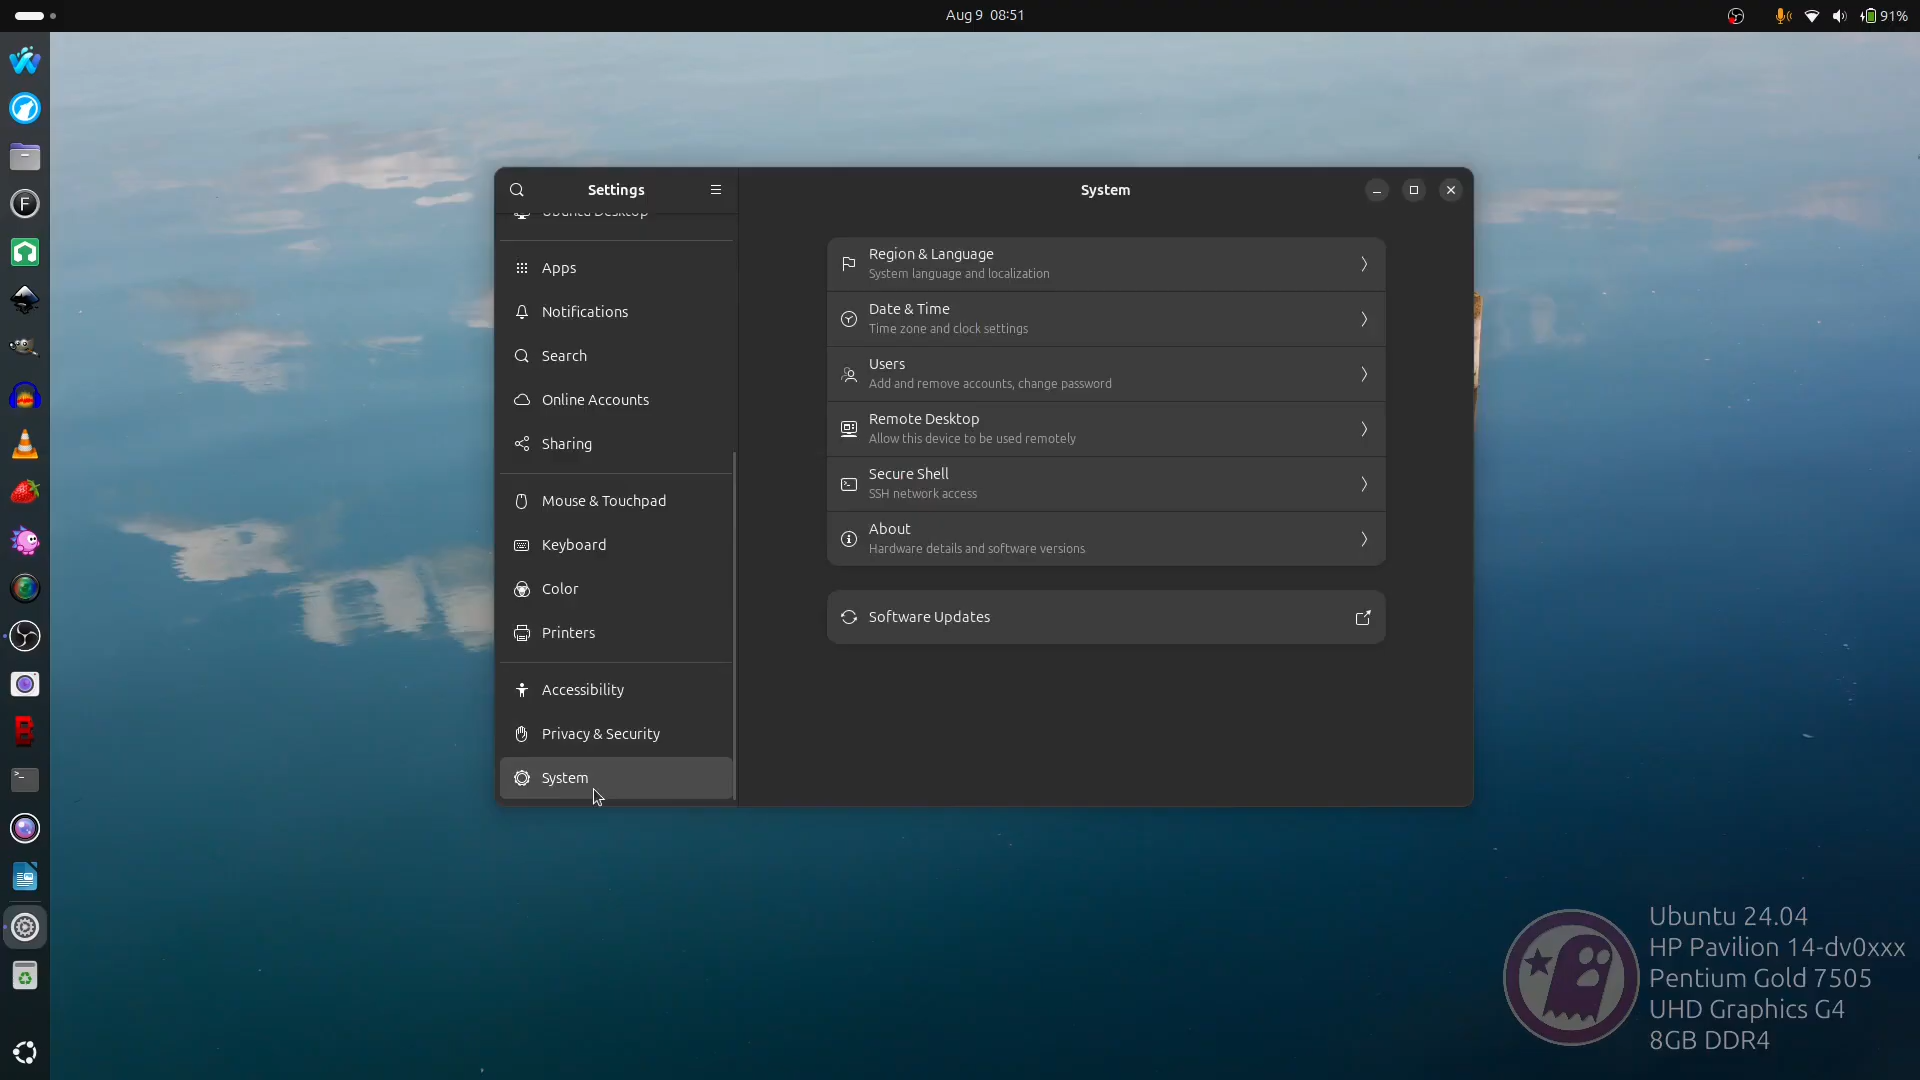 Aug 9 08:51
91%
Settings
System
Ubuntu Desktop
Apps
Notifications
Search
Online Accounts
Sharing
Mouse & Touchpad
Keyboard
Color
Printers
Accessibility
Privacy & Security
System
Region & Language
System language and localization
Date & Time
Time zone and clock settings
Users
Add and remove accounts, change password
Remote Desktop
Allow this device to be used remotely
Secure Shell
SSH network access
About
Hardware details and software versions
Software Updates
Ubuntu 24.04
HP Pavilion 14-dv0xxx
Pentium Gold 7505
UHD Graphics G4
8GB DDR4